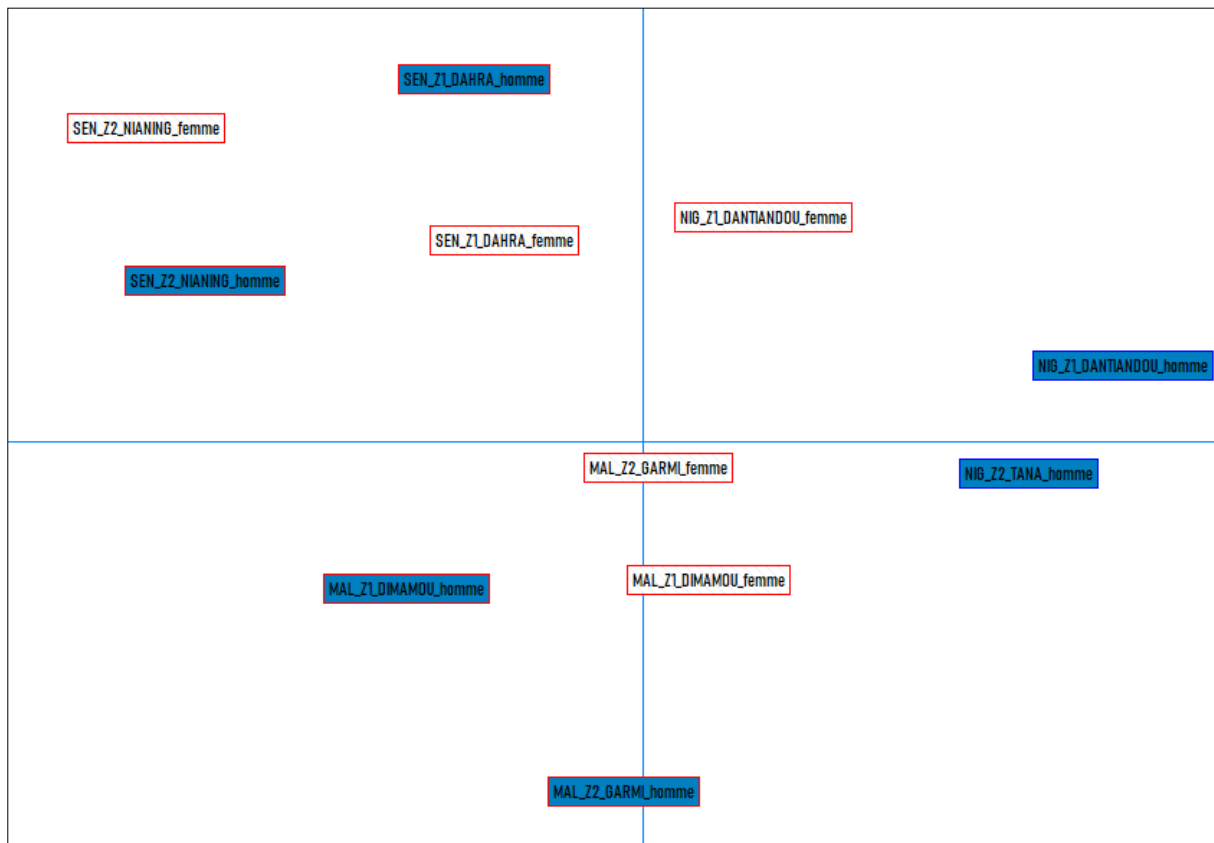 SEN_Z1_DAHRA_homme
SEN_Z2_NIANING_femme
NIG_Z1_DANTIANDOU_femme
SEN_Z1_DAHRA_femme
SEN_Z2_NIANING_homme
NIG_Z1_DANTIANDOU_homme
MAL_Z2_GARMI_femme
NIG_Z2_TANA_homme
MAL_Z1_DIMAMOU_femme
MAL_Z1_DIMAMOU_homme
MAL_Z2_GARMI_homme